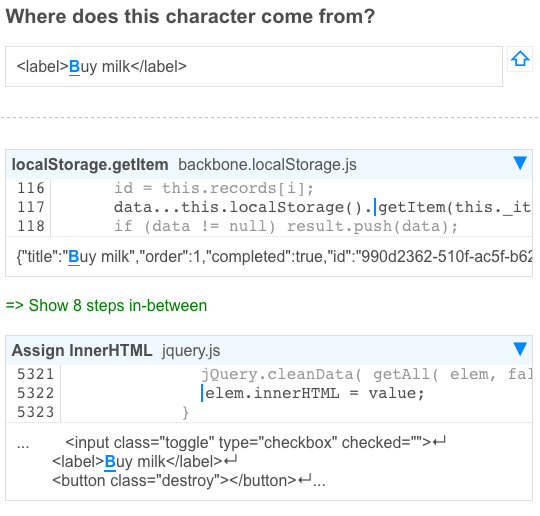 Where does this character come from?
<label>Buy milk</label>
localStorage.getItem backbone.localStorage.js
116 id = this.records[i];
117 data...this.localStorage().getItem(this._it
118 if (data != null) result.push(data);
{"title":"Buy milk","order":1,"completed":true,"id":"990d2362-510f-ac5f-b62
=> Show 8 steps in-between
Assign InnerHTML jquery.js
5321 jQuery.cleanData( getAll( elem, fal
5322 elem.innerHTML = value;
5323 }
... <input class="toggle" type="checkbox" checked="">↵
<label>Buy milk</label>↵
<button class="destroy"></button>↵...